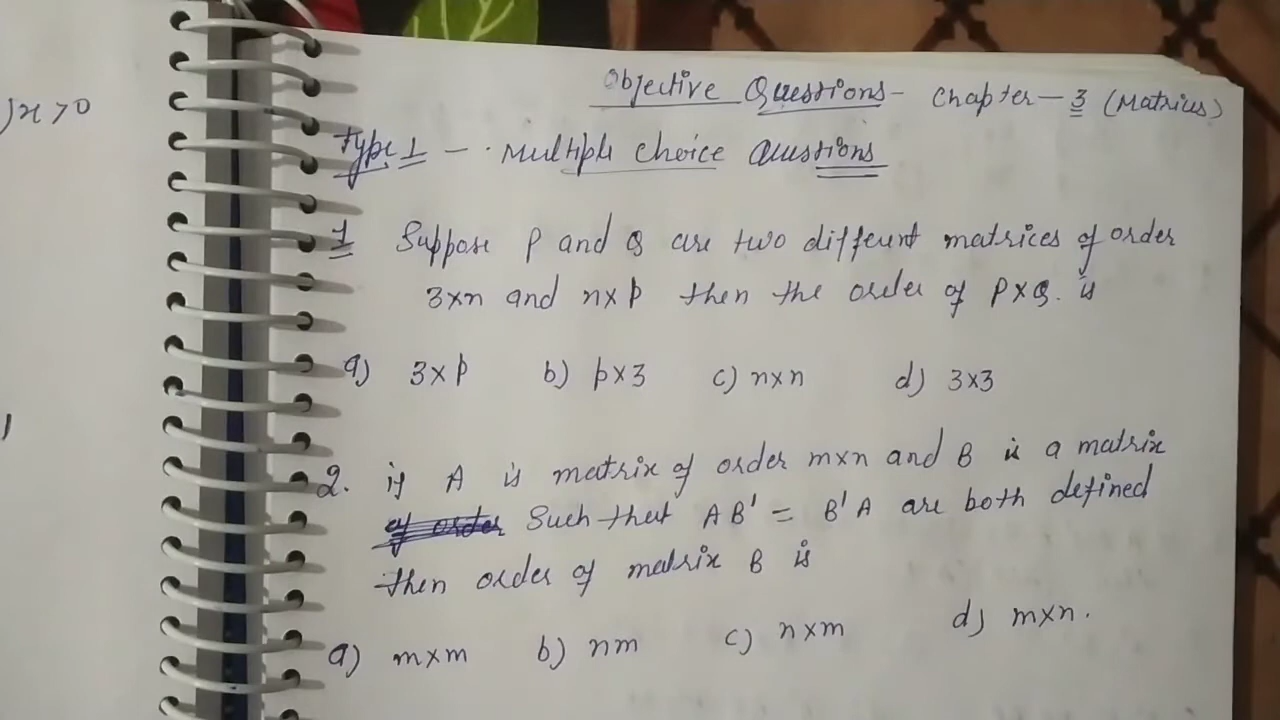 )x > 0
Objective Questions - Chapter - 3 (Matrices)
Type 1 - . Multiple Choice Questions
1 Suppose P and Q are two different matrices of order
3×n and n×p then the order of P×Q. is
a) 3×p b) p×3 c) n×n d) 3×3
2. if A is matrix of order m×n and B is a matrix
of order Such that AB' = B'A are both defined
then order of matrix B is
a) m×m b) nm c) n×m d) m×n.